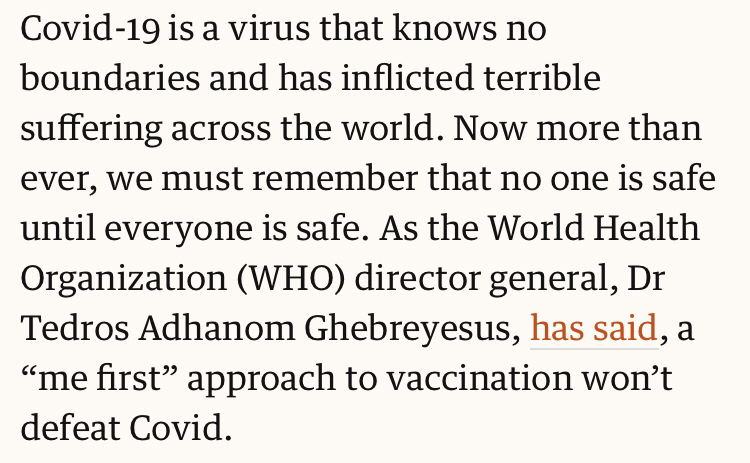 Covid-19 is a virus that knows no
boundaries and has inflicted terrible
suffering across the world. Now more than
ever, we must remember that no one is safe
until everyone is safe. As the World Health
Organization (WHO) director general, Dr
Tedros Adhanom Ghebreyesus, has said, a
“me first” approach to vaccination won’t
defeat Covid.